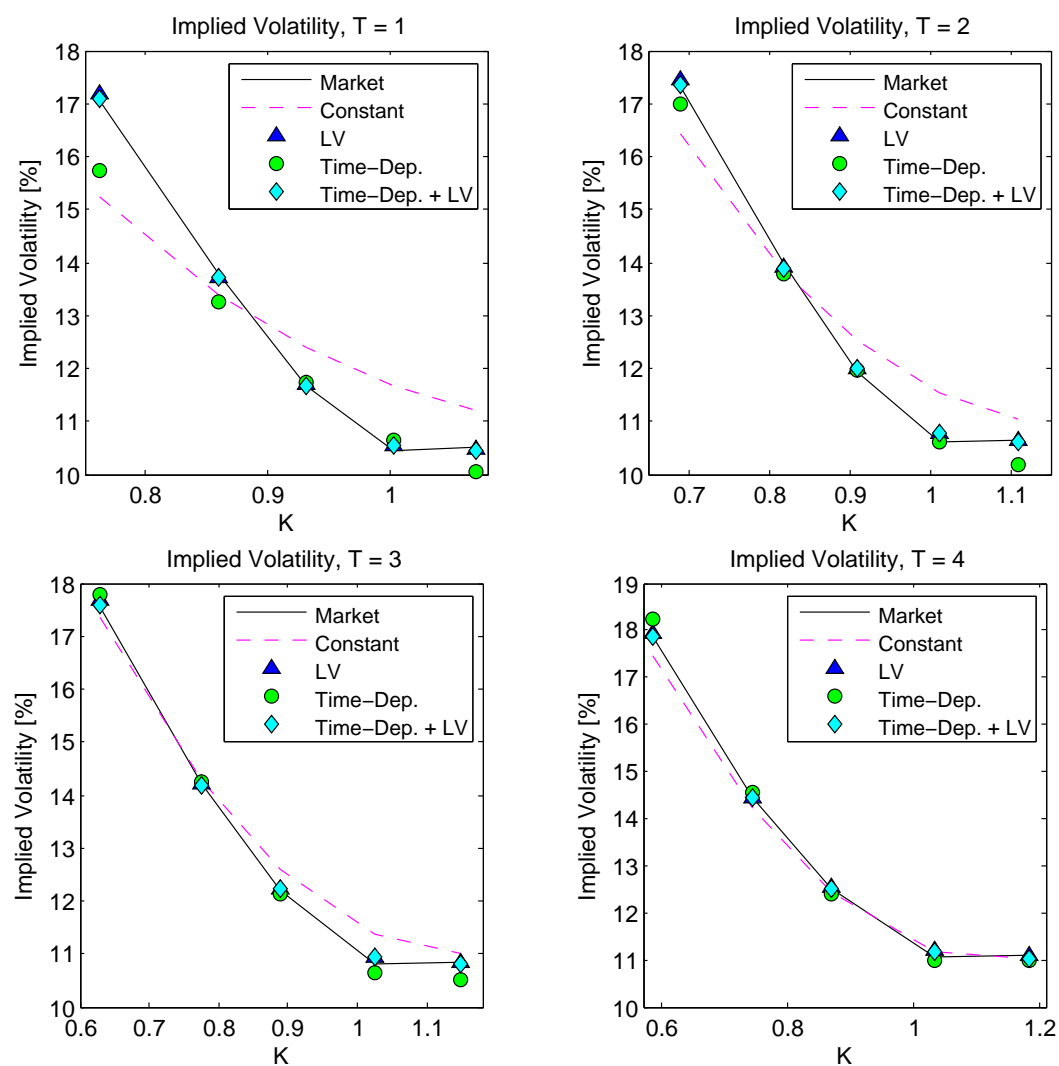 Implied Volatility, T = 1
18
17
16
15
14
13
12
11
10
0.8
0.9
1
K
Implied Volatility [%]
Market
Constant
LV
Time-Dep.
Time-Dep. + LV
Implied Volatility, T = 2
18
17
16
15
14
13
12
11
10
0.7
0.8
0.9
1
1.1
K
Implied Volatility [%]
Market
Constant
LV
Time-Dep.
Time-Dep. + LV
Implied Volatility, T = 3
18
17
16
15
14
13
12
11
10
0.6
0.7
0.8
0.9
1
1.1
K
Implied Volatility [%]
Market
Constant
LV
Time-Dep.
Time-Dep. + LV
Implied Volatility, T = 4
19
18
17
16
15
14
13
12
11
10
0.6
0.8
1
1.2
K
Implied Volatility [%]
Market
Constant
LV
Time-Dep.
Time-Dep. + LV